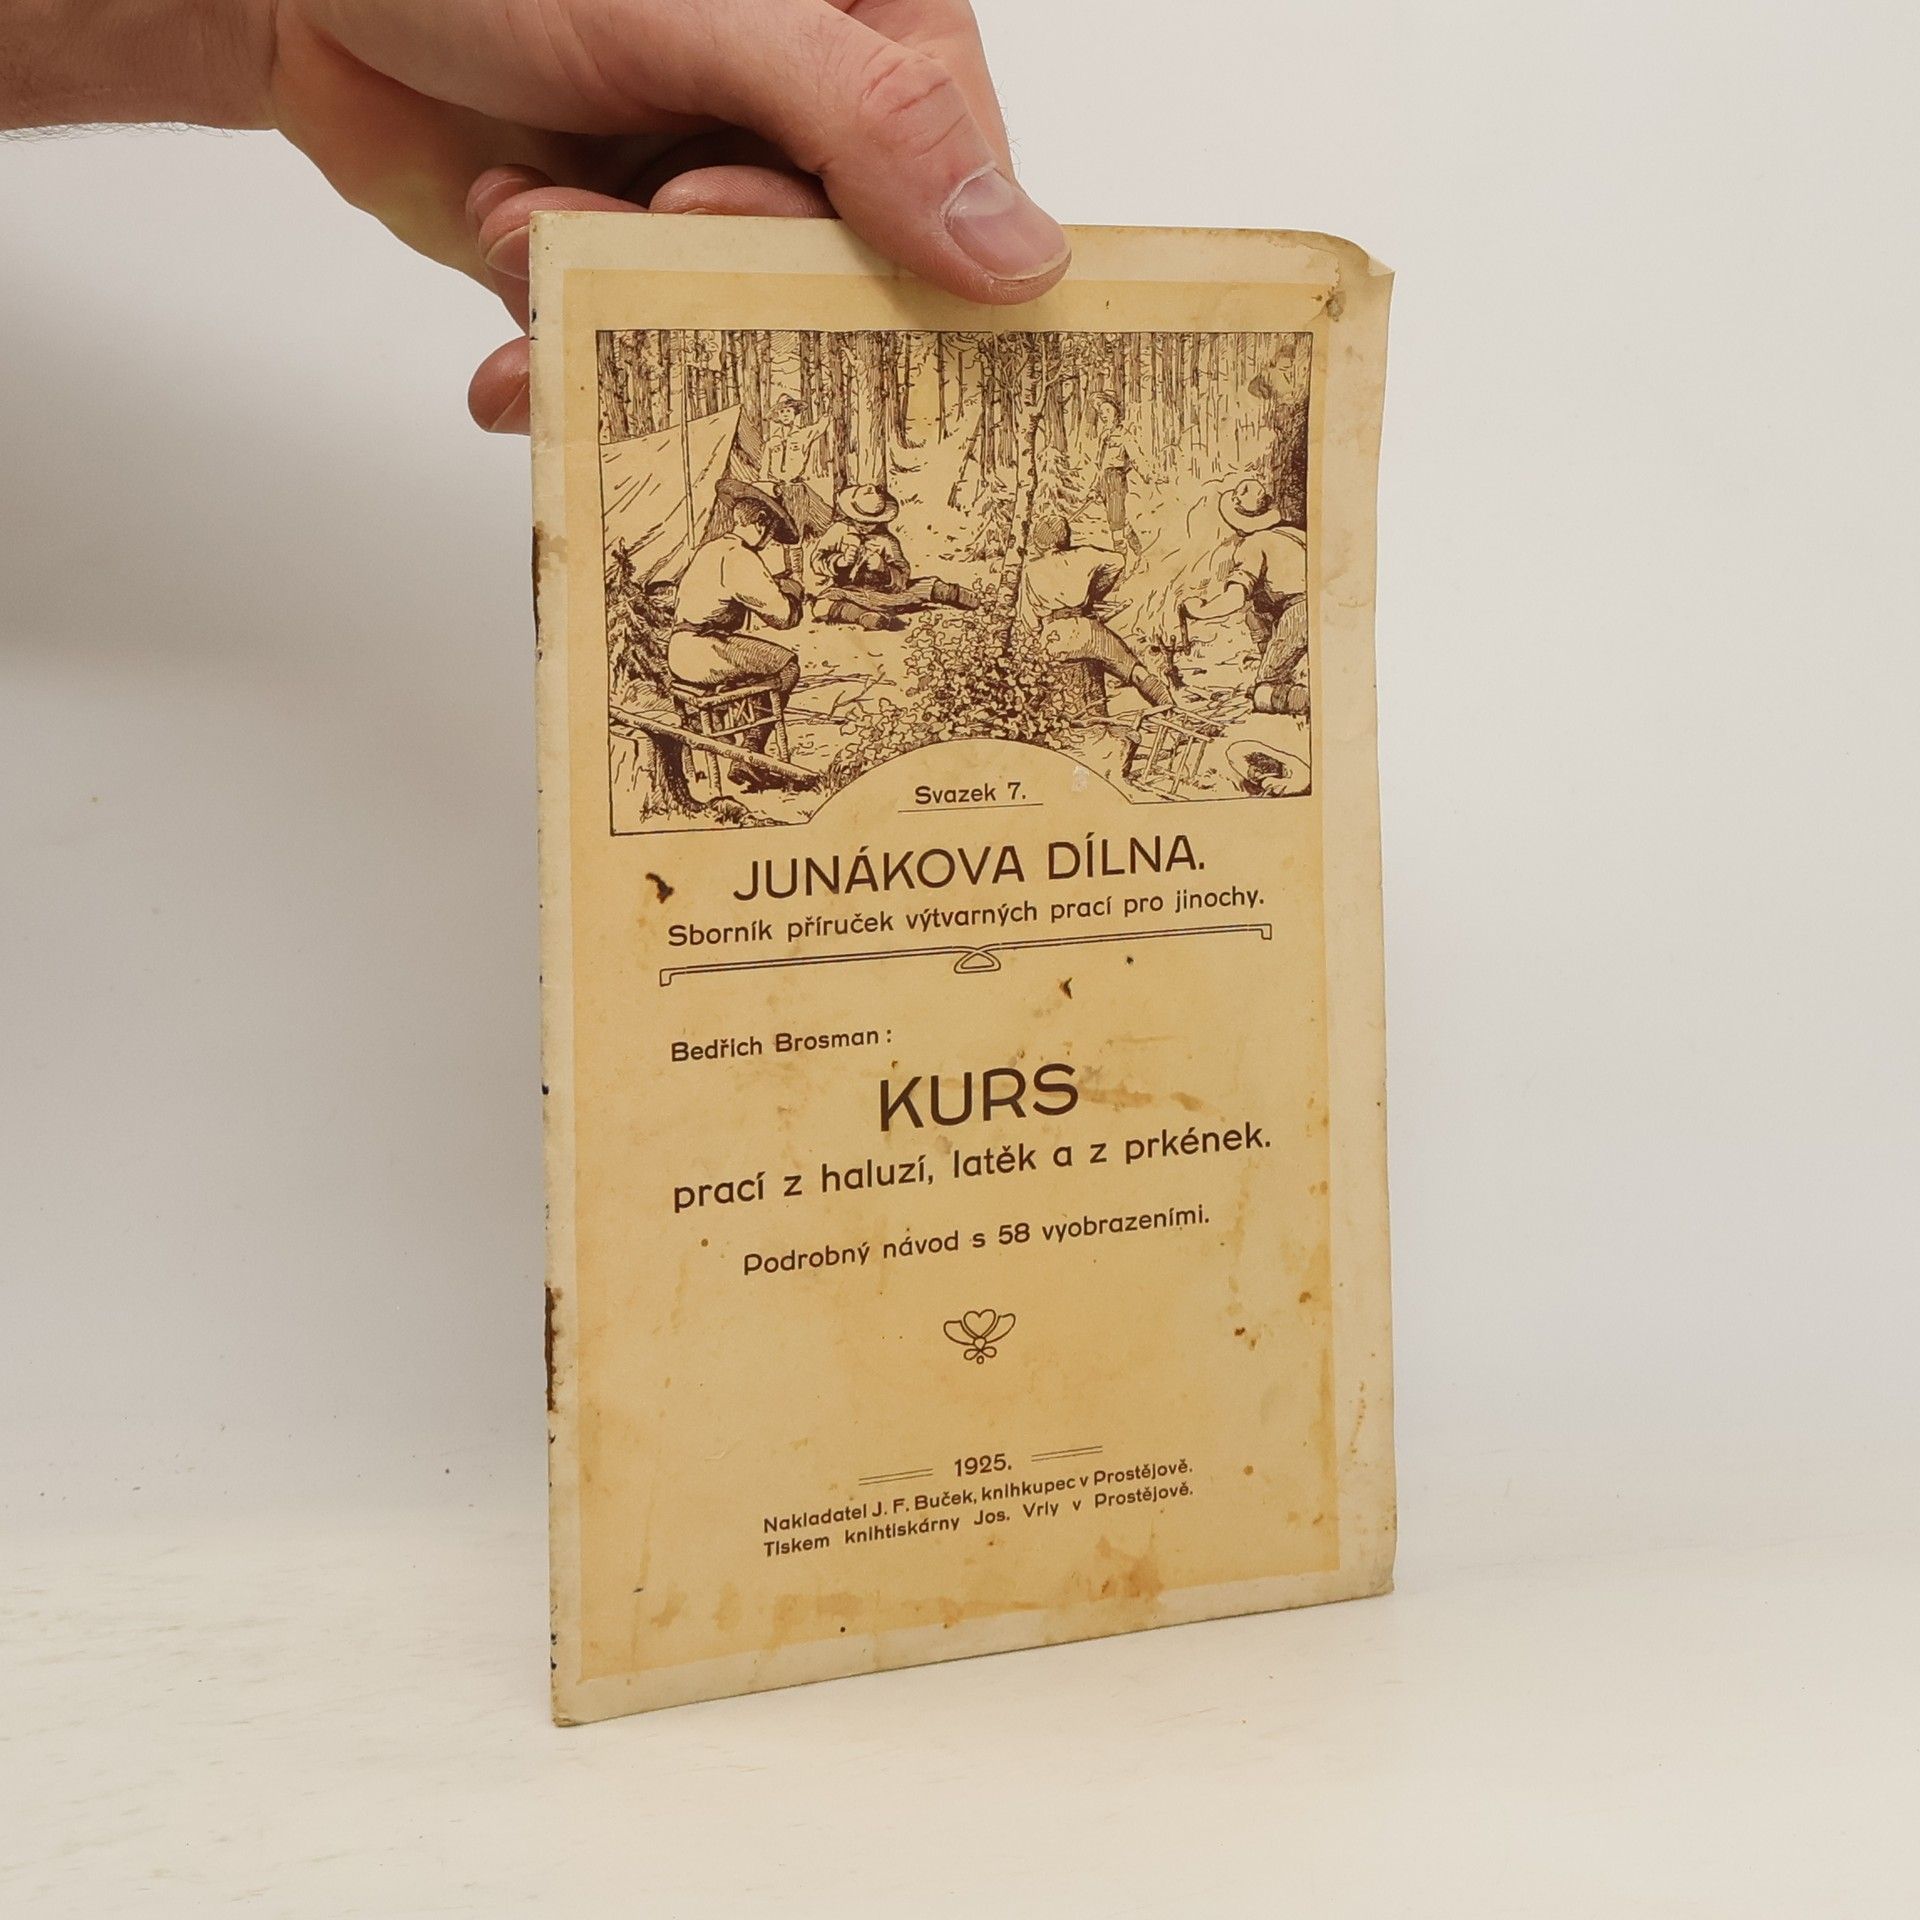 Svazek 7.
JUNÁKOVA DÍLNA.
Sborník příruček výtvarných prací pro jinochy.
Bedřich Brosman:
KURS
prací z haluzí, latěk a z prkének.
Podrobný návod s 58 vyobrazeními.
1925.
Nakladatel J. F. Buček, knihkupec v Prostějově.
Tiskem knihtiskárny Jos. Vrly v Prostějově.